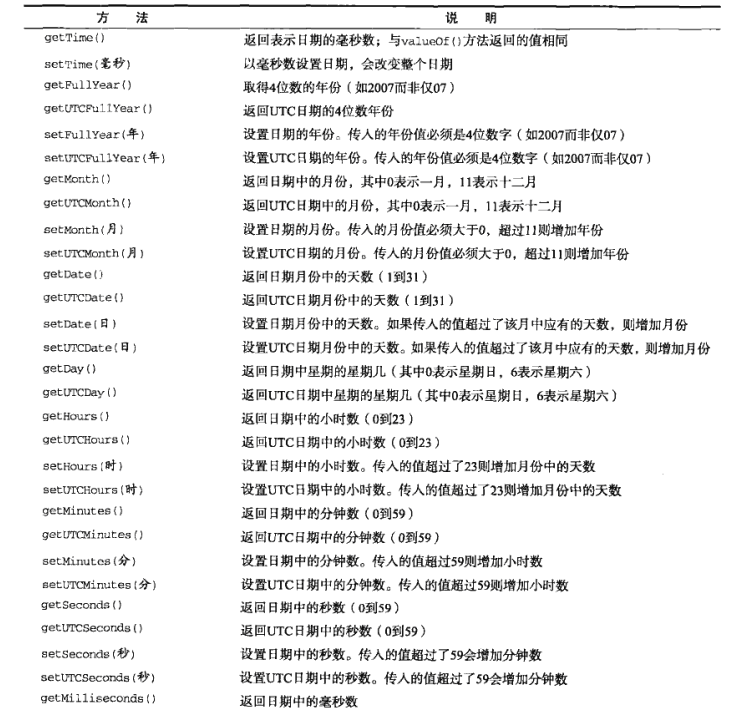 方 法 说 明
getTime() 返回表示日期的毫秒数；与valueOf()方法返回的值相同
setTime(毫秒) 以毫秒数设置日期，会改变整个日期
getFullYear() 取得4位数的年份（如2007而非仅07）
getUTCFullYear() 返回UTC日期的4位数年份
setFullYear(年) 设置日期的年份。传入的年份值必须是4位数字（如2007而非仅07）
setUTCFullYear(年) 设置UTC日期的年份。传入的年份值必须是4位数字（如2007而非仅07）
getMonth() 返回日期中的月份，其中0表示一月，11表示十二月
getUTCMonth() 返回UTC日期中的月份，其中0表示一月，11表示十二月
setMonth(月) 设置日期的月份。传入的月份值必须大于0，超过11则增加年份
setUTCMonth(月) 设置UTC日期的月份。传入的月份值必须大于0，超过11则增加年份
getDate() 返回日期月份中的天数（1到31）
getUTCDate() 返回UTC日期月份中的天数（1到31）
setDate(日) 设置日期月份中的天数。如果传入的值超过了该月中应有的天数，则增加月份
setUTCDate(日) 设置UTC日期月份中的天数。如果传入的值超过了该月中应有的天数，则增加月份
getDay() 返回日期中星期的星期几（其中0表示星期日，6表示星期六）
getUTCDay() 返回UTC日期中星期的星期几（其中0表示星期日，6表示星期六）
getHours() 返回日期中的小时数（0到23）
getUTCHours() 返回UTC日期中的小时数（0到23）
setHours(时) 设置日期中的小时数。传入的值超过了23则增加月份中的天数
setUTCHours(时) 设置UTC日期中的小时数。传入的值超过了23则增加月份中的天数
getMinutes() 返回日期中的分钟数（0到59）
getUTCMinutes() 返回UTC日期中的分钟数（0到59）
setMinutes(分) 设置日期中的分钟数。传入的值超过59则增加小时数
setUTCMinutes(分) 设置UTC日期中的分钟数。传入的值超过59则增加小时数
getSeconds() 返回日期中的秒数（0到59）
getUTCSeconds() 返回UTC日期中的秒数（0到59）
setSeconds(秒) 设置日期中的秒数。传入的值超过了59会增加分钟数
setUTCSeconds(秒) 设置UTC日期中的秒数。传入的值超过了59会增加分钟数
getMilliseconds() 返回日期中的毫秒数